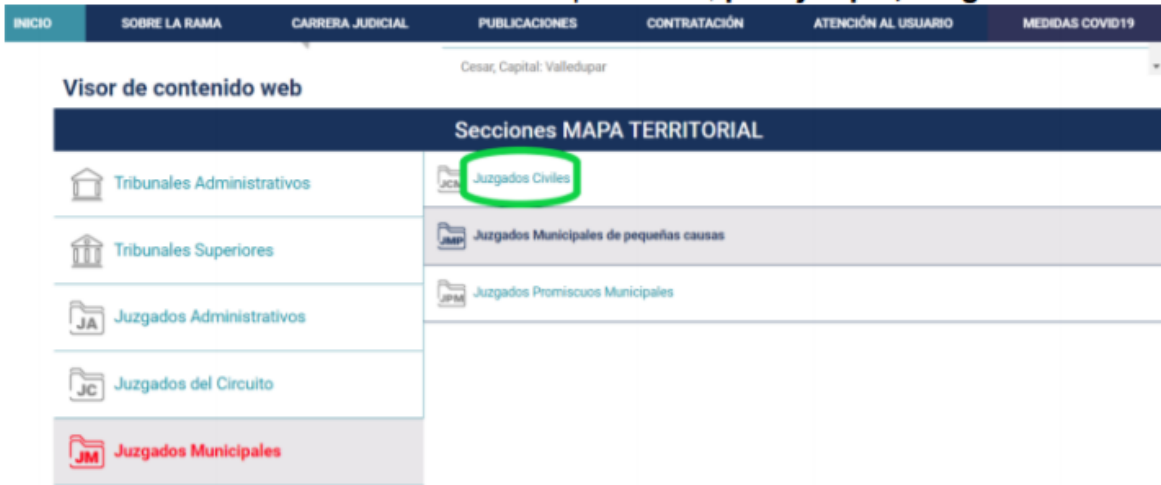 INICIO SOBRE LA RAMA CARRERA JUDICIAL PUBLICACIONES CONTRATACIÓN ATENCIÓN AL USUARIO MEDIDAS COVID19
Cesar, Capital: Valledupar
Visor de contenido web
Secciones MAPA TERRITORIAL
Tribunales Administrativos
Tribunales Superiores
JA Juzgados Administrativos
JC Juzgados del Circuito
JM Juzgados Municipales
JCM Juzgados Civiles
JMP Juzgados Municipales de pequeñas causas
JPM Juzgados Promiscuos Municipales